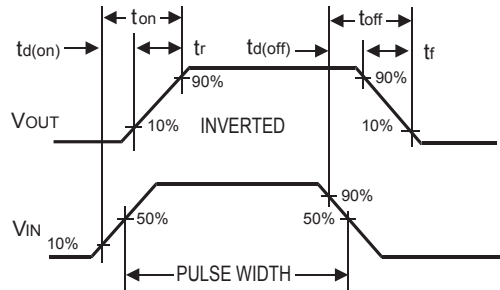 ton toff
td(on) tr td(off) tf
90% 90%
VOUT 10% INVERTED 10%
90%
VIN 50% 50%
10%
PULSE WIDTH